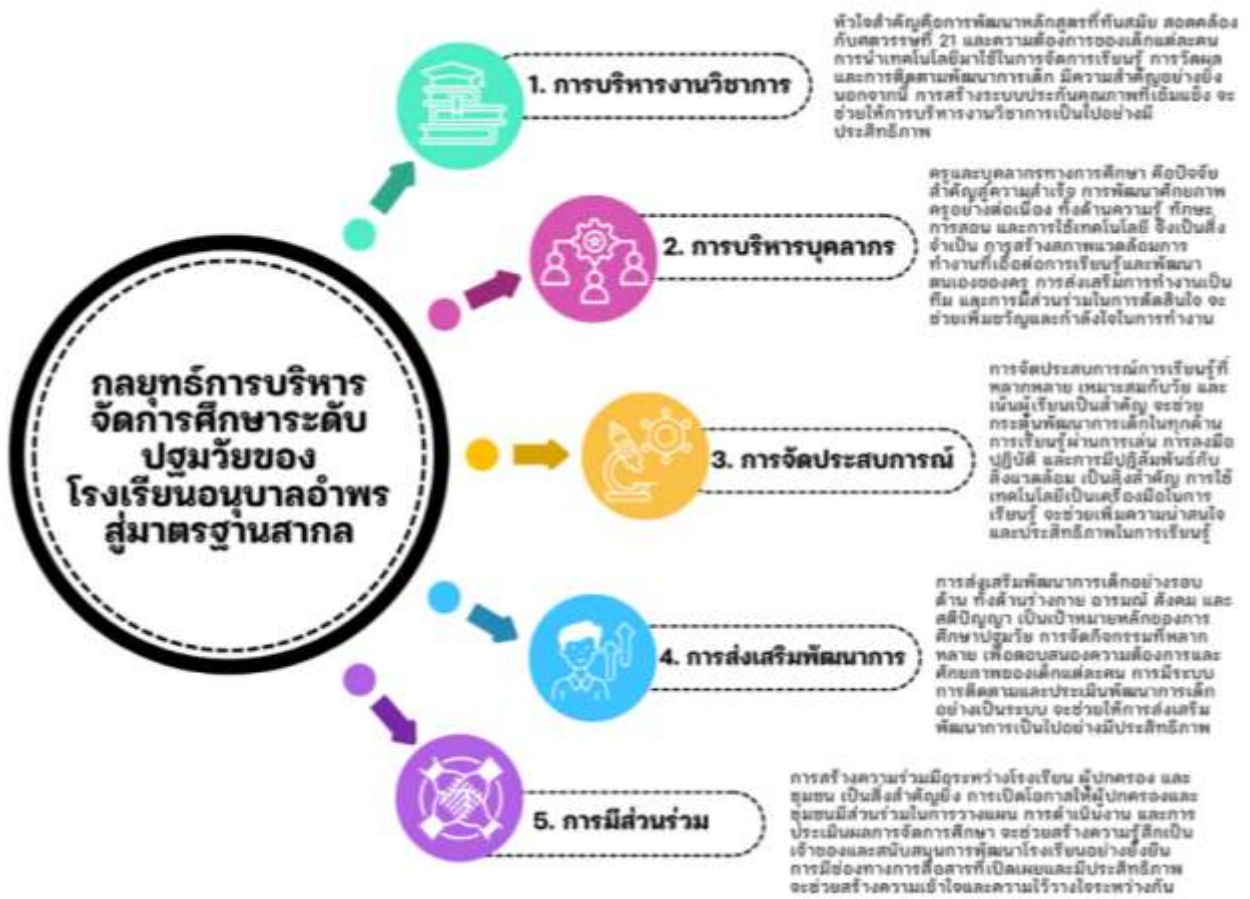 กลยุทธ์การบริหาร
จัดการศึกษาระดับ
ปฐมวัยของ
โรงเรียนอนุบาลอำพร
สู่มาตรฐานสากล
1. การบริหารงานวิชาการ
หัวใจสำคัญคือการพัฒนาหลักสูตรที่ทันสมัย สอดคล้อง
กับศตวรรษที่ 21 และความต้องการของเด็กแต่ละคน
การนำเทคโนโลยีมาใช้ในการจัดการเรียนรู้ การวัดผล
และการติดตามพัฒนาการเด็ก มีความสำคัญอย่างยิ่ง
นอกจากนี้ การสร้างระบบประกันคุณภาพที่เข้มแข็ง จะ
ช่วยให้การบริหารงานวิชาการเป็นไปอย่างมี
ประสิทธิภาพ
2. การบริหารบุคลากร
ครูและบุคลากรทางการศึกษา คือปัจจัย
สำคัญสู่ความสำเร็จ การพัฒนาศักยภาพ
ครูอย่างต่อเนื่อง ทั้งด้านความรู้ ทักษะ
การสอน และการใช้เทคโนโลยี จึงเป็นสิ่ง
จำเป็น การสร้างสภาพแวดล้อมการ
ทำงานที่เอื้อต่อการเรียนรู้และพัฒนา
ตนเองของครู การส่งเสริมการทำงานเป็น
ทีม และการมีส่วนร่วมในการตัดสินใจ จะ
ช่วยเพิ่มขวัญและกำลังใจในการทำงาน
3. การจัดประสบการณ์
การจัดประสบการณ์การเรียนรู้ที่
หลากหลาย เหมาะสมกับวัย และ
เน้นผู้เรียนเป็นสำคัญ จะช่วย
กระตุ้นพัฒนาการเด็กในทุกด้าน
การเรียนรู้ผ่านการเล่น การลงมือ
ปฏิบัติ และการมีปฏิสัมพันธ์กับ
สิ่งแวดล้อม เป็นสิ่งสำคัญ การใช้
เทคโนโลยีเป็นเครื่องมือในการ
เรียนรู้ จะช่วยเพิ่มความน่าสนใจ
และประสิทธิภาพในการเรียนรู้
4. การส่งเสริมพัฒนาการ
การส่งเสริมพัฒนาการเด็กอย่างรอบ
ด้าน ทั้งด้านร่างกาย อารมณ์ สังคม และ
สติปัญญา เป็นเป้าหมายหลักของการ
ศึกษาปฐมวัย การจัดกิจกรรมที่หลาก
หลาย เพื่อตอบสนองความต้องการและ
ศักยภาพของเด็กแต่ละคน การมีระบบ
การติดตามและประเมินพัฒนาการเด็ก
อย่างเป็นระบบ จะช่วยให้การส่งเสริม
พัฒนาการเป็นไปอย่างมีประสิทธิภาพ
5. การมีส่วนร่วม
การสร้างความร่วมมือระหว่างโรงเรียน ผู้ปกครอง และ
ชุมชน เป็นสิ่งสำคัญยิ่ง การเปิดโอกาสให้ผู้ปกครองและ
ชุมชนมีส่วนร่วมในการวางแผน การดำเนินงาน และการ
ประเมินผลการจัดการศึกษา จะช่วยสร้างความรู้สึกเป็น
เจ้าของและสนับสนุนการพัฒนาโรงเรียนอย่างยั่งยืน
การมีช่องทางการสื่อสารที่เปิดเผยและมีประสิทธิภาพ
จะช่วยสร้างความเข้าใจและความไว้วางใจระหว่างกัน